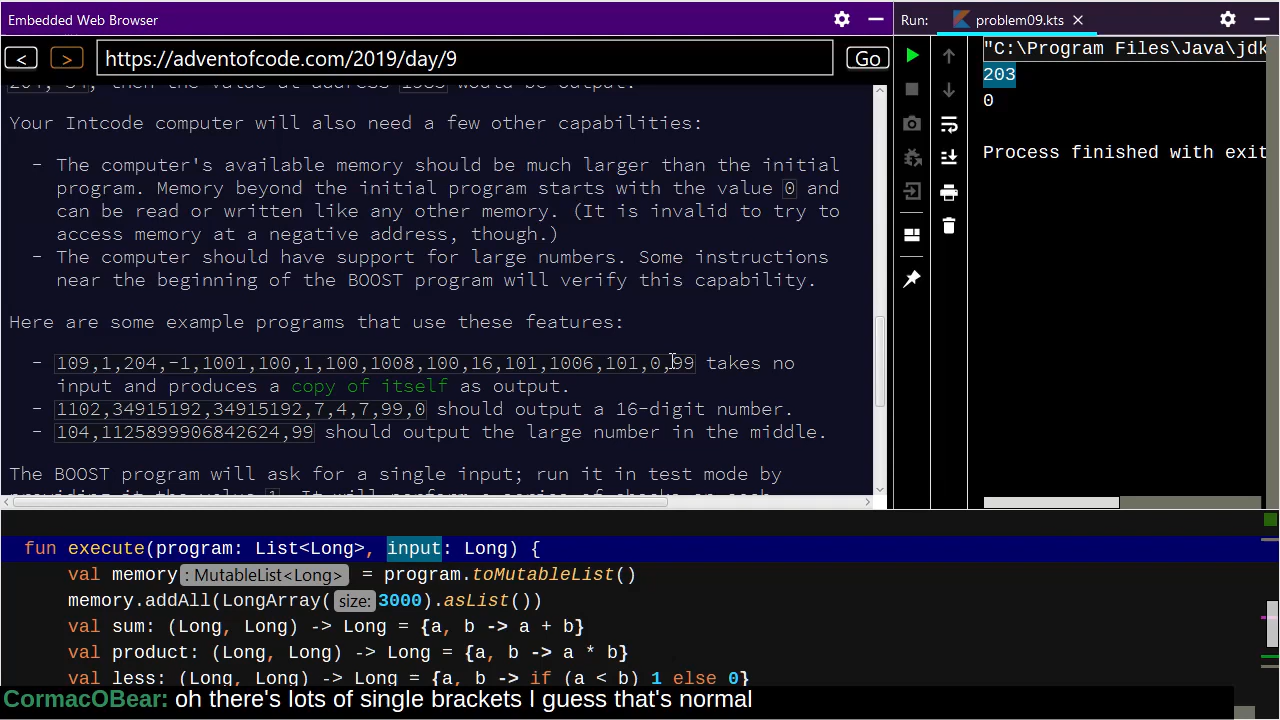 Embedded Web Browser
Run: problem09.kts
< > https://adventofcode.com/2019/day/9 Go
"C:\Program Files\Java\jdk
203
0
Process finished with exit
then the value at address 1985 would be output.
Your Intcode computer will also need a few other capabilities:
- The computer's available memory should be much larger than the initial
program. Memory beyond the initial program starts with the value 0 and
can be read or written like any other memory. (It is invalid to try to
access memory at a negative address, though.)
- The computer should have support for large numbers. Some instructions
near the beginning of the BOOST program will verify this capability.
Here are some example programs that use these features:
- 109,1,204,-1,1001,100,1,100,1008,100,16,101,1006,101,0,99 takes no
input and produces a copy of itself as output.
- 1102,34915192,34915192,7,4,7,99,0 should output a 16-digit number.
- 104,1125899906842624,99 should output the large number in the middle.
The BOOST program will ask for a single input; run it in test mode by
fun execute(program: List<Long>, input: Long) {
val memory : MutableList<Long> = program.toMutableList()
memory.addAll(LongArray( size: 3000).asList())
val sum: (Long, Long) -> Long = {a, b -> a + b}
val product: (Long, Long) -> Long = {a, b -> a * b}
val less: (Long, Long) -> Long = {a, b -> if (a < b) 1 else 0}
CormacOBear: oh there's lots of single brackets I guess that's normal